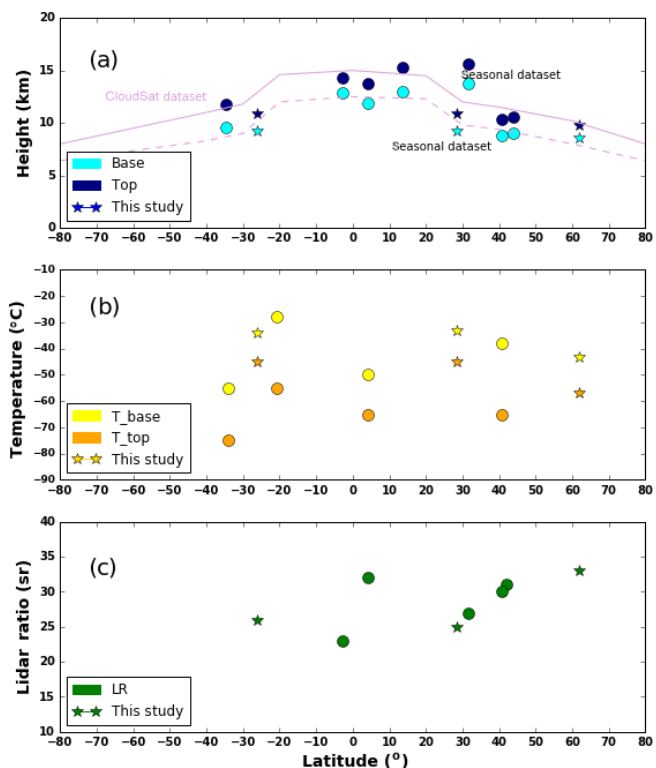 20
15
10
5
0
Height (km)
(a)
CloudSat dataset
Seasonal dataset
Seasonal dataset
Base
Top
This study
-80 -70 -60 -50 -40 -30 -20 -10 0 10 20 30 40 50 60 70 80
-10
-20
-30
-40
-50
-60
-70
-80
-90
Temperature (°C)
(b)
T_base
T_top
This study
-80 -70 -60 -50 -40 -30 -20 -10 0 10 20 30 40 50 60 70 80
40
35
30
25
20
15
10
Lidar ratio (sr)
(c)
LR
This study
-80 -70 -60 -50 -40 -30 -20 -10 0 10 20 30 40 50 60 70 80
Latitude (°)